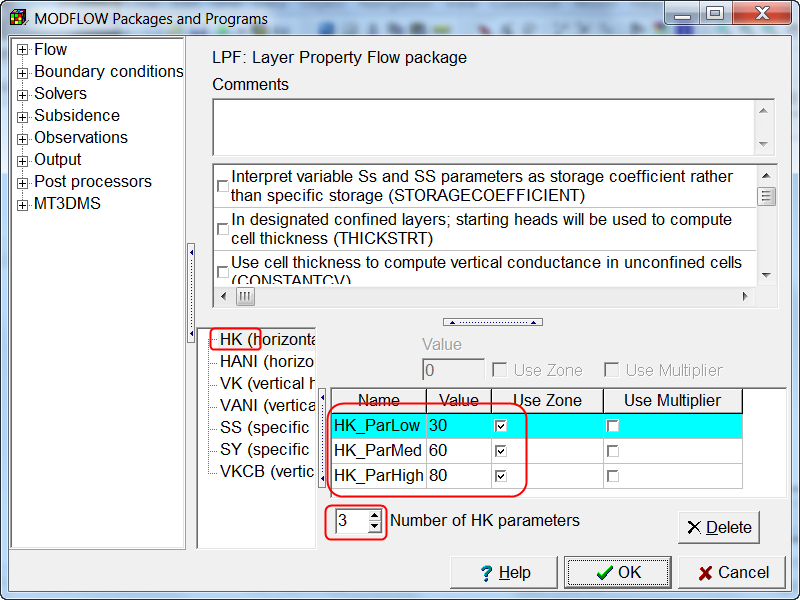 MODFLOW Packages and Programs
Flow
Boundary conditions
Solvers
Subsidence
Observations
Output
Post processors
MT3DMS
LPF: Layer Property Flow package
Comments
Interpret variable Ss and SS parameters as storage coefficient rather
than specific storage (STORAGECOEFFICIENT)
In designated confined layers; starting heads will be used to compute
cell thickness (THICKSTRT)
Use cell thickness to compute vertical conductance in unconfined cells
(CONSTANTCV)
HK (horizonta
HANI (horizo
VK (vertical h
VANI (vertica
SS (specific
SY (specific
VKCB (vertic
Value
0 Use Zone Use Multiplier
Name Value Use Zone Use Multiplier
HK_ParLow 30
HK_ParMed 60
HK_ParHigh 80
3 Number of HK parameters
Delete
? Help OK Cancel